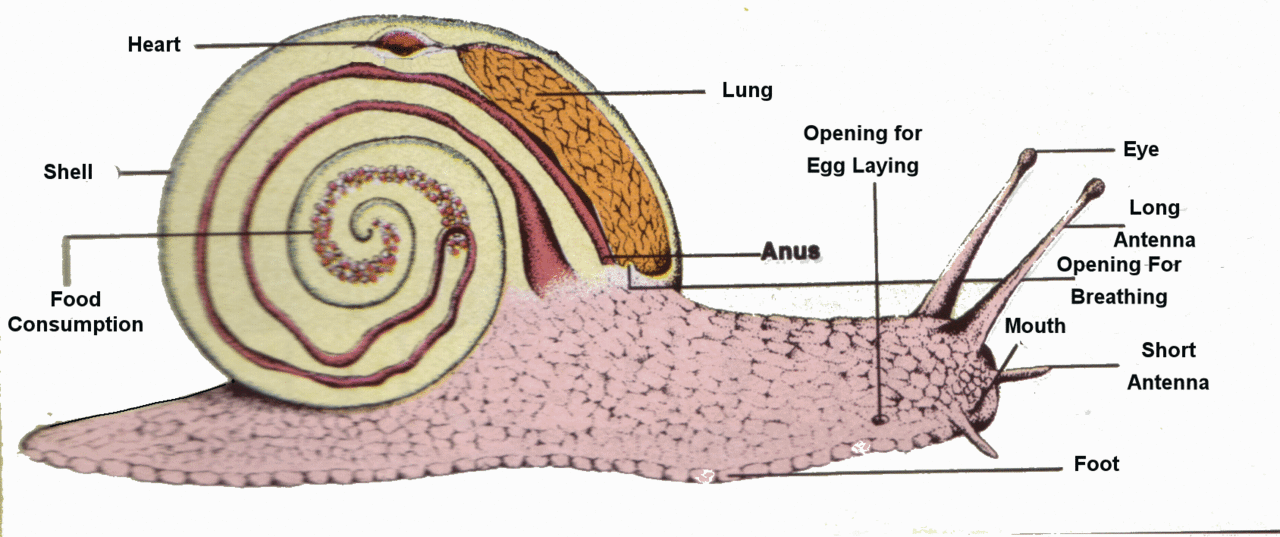 Heart
Lung
Opening for
Egg Laying
Eye
Shell
Long
Antenna
Anus
Opening For
Breathing
Food
Consumption
Mouth
Short
Antenna
Foot